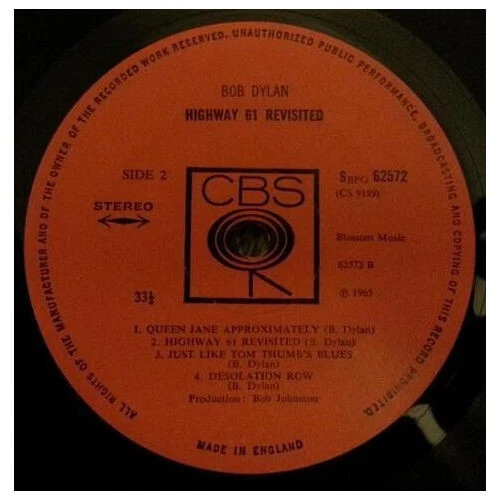 ALL RIGHTS OF THE MANUFACTURER AND OF THE OWNER OF THE RECORDED WORK RESERVED. UNAUTHORIZED PUBLIC PERFORMANCE, BROADCASTING AND COPYING OF THIS RECORD PROHIBITED.
BOB DYLAN
HIGHWAY 61 REVISITED
SIDE 2
CBS
SBPG 62572
(CS 9189)
STEREO
Blossom Music
62572 B
33⅓
℗ 1965
1. QUEEN JANE APPROXIMATELY (B. Dylan)
2. HIGHWAY 61 REVISITED (B. Dylan)
3. JUST LIKE TOM THUMB'S BLUES
(B. Dylan)
4. DESOLATION ROW
(B. Dylan)
Production: Bob Johnston
MADE IN ENGLAND